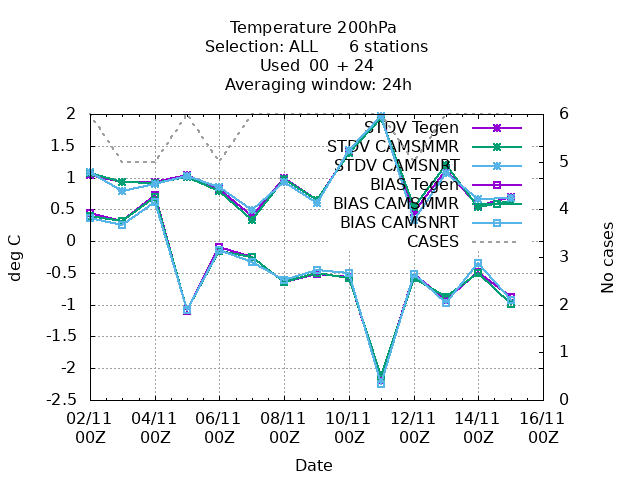 Temperature 200hPa
Selection: ALL 6 stations
Used 00 + 24
Averaging window: 24h
2
1.5
1
0.5
0
-0.5
-1
-1.5
-2
-2.5
deg C
STDV Tegen
STDV CAMSMMR
STDV CAMSNRT
BIAS Tegen
BIAS CAMSMMR
BIAS CAMSNRT
CASES
6
5
4
3
2
1
0
No cases
02/11 04/11 06/11 08/11 10/11 12/11 14/11 16/11
00Z 00Z 00Z 00Z 00Z 00Z 00Z 00Z
Date